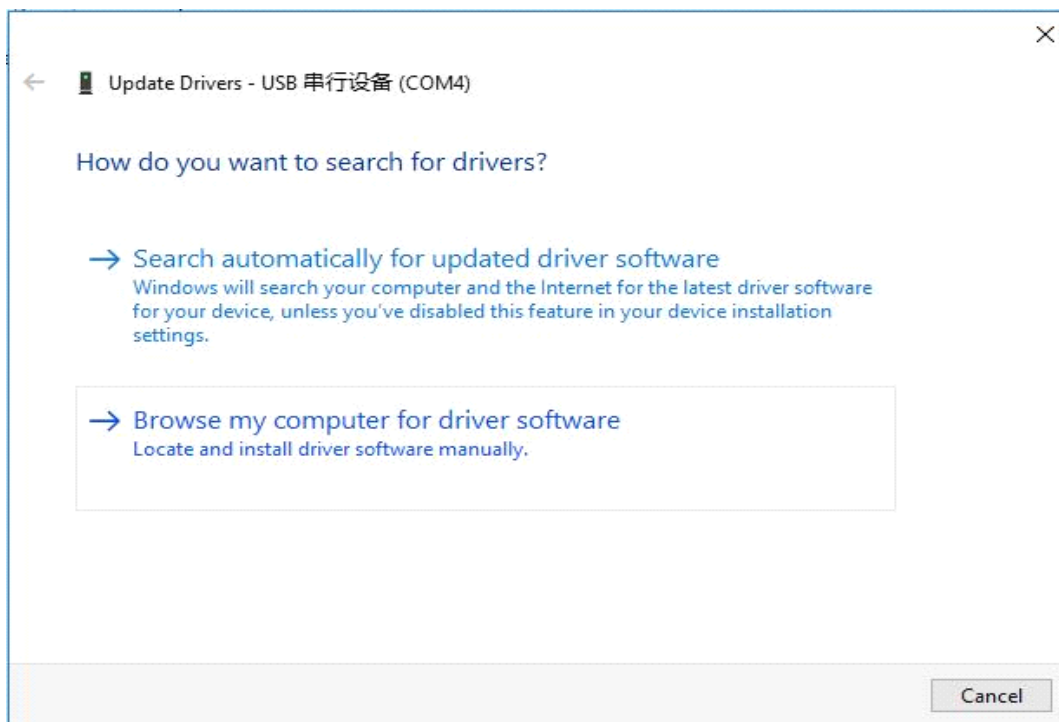 Update Drivers - USB 串行设备 (COM4)
How do you want to search for drivers?
Search automatically for updated driver software
Windows will search your computer and the Internet for the latest driver software
for your device, unless you've disabled this feature in your device installation
settings.
Browse my computer for driver software
Locate and install driver software manually.
Cancel